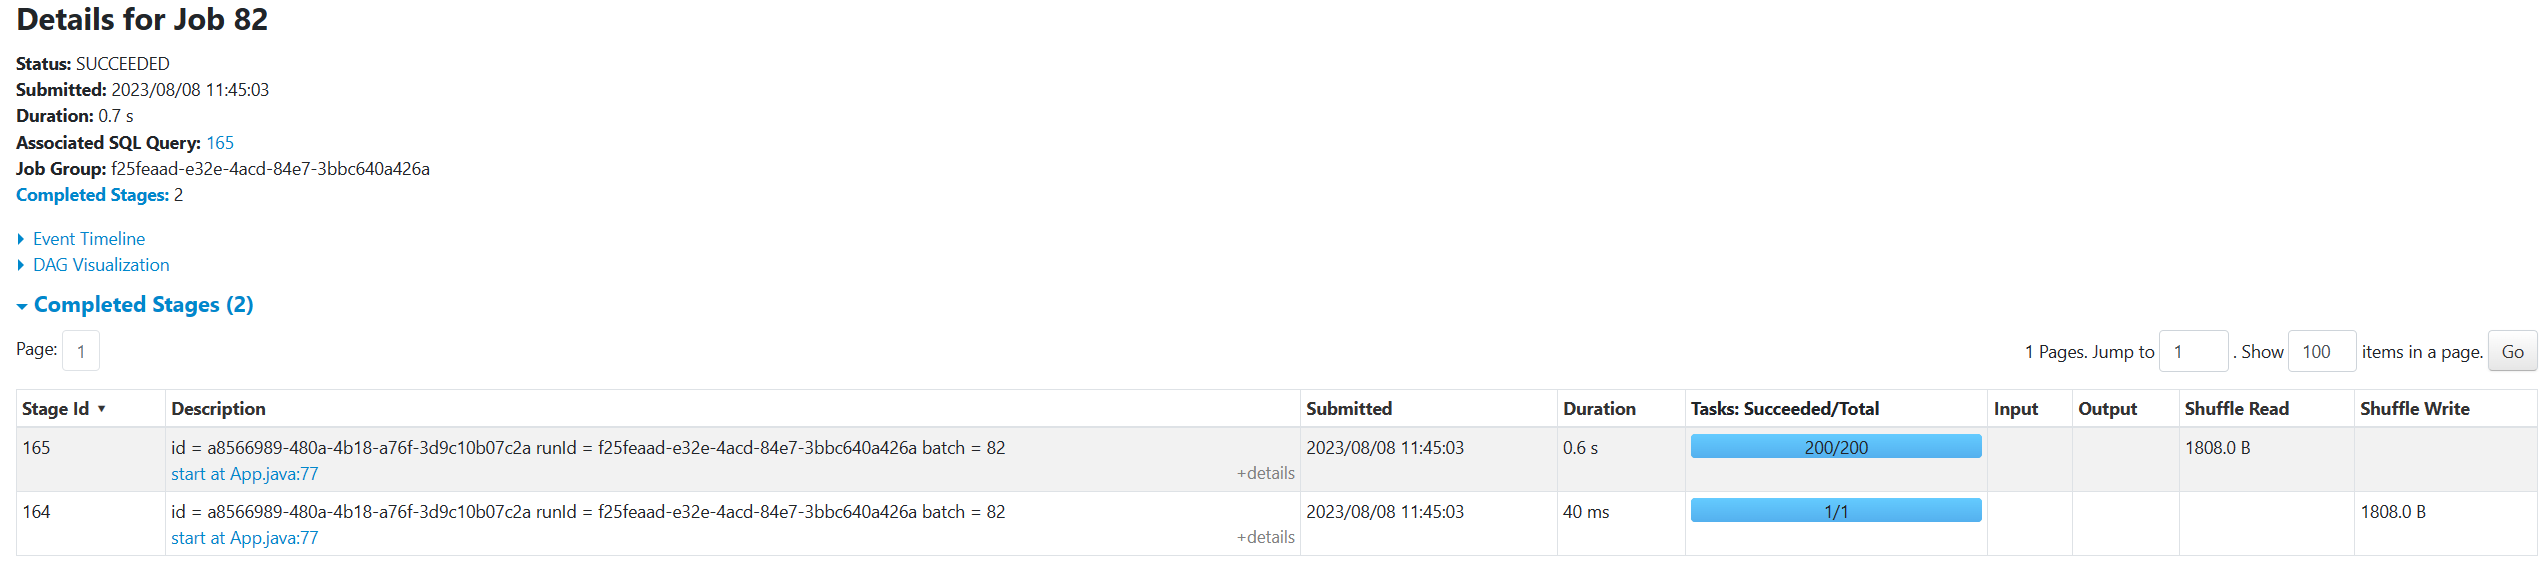 Details for Job 82
Status: SUCCEEDED
Submitted: 2023/08/08 11:45:03
Duration: 0.7 s
Associated SQL Query: 165
Job Group: f25feaad-e32e-4acd-84e7-3bbc640a426a
Completed Stages: 2
Event Timeline
DAG Visualization
Completed Stages (2)
Page: 1
1 Pages. Jump to 1 . Show 100 items in a page. Go
Stage Id ▾ Description Submitted Duration Tasks: Succeeded/Total Input Output Shuffle Read Shuffle Write
165 id = a8566989-480a-4b18-a76f-3d9c10b07c2a runId = f25feaad-e32e-4acd-84e7-3bbc640a426a batch = 82 2023/08/08 11:45:03 0.6 s 200/200 1808.0 B
start at App.java:77 +details
164 id = a8566989-480a-4b18-a76f-3d9c10b07c2a runId = f25feaad-e32e-4acd-84e7-3bbc640a426a batch = 82 2023/08/08 11:45:03 40 ms 1/1 1808.0 B
start at App.java:77 +details